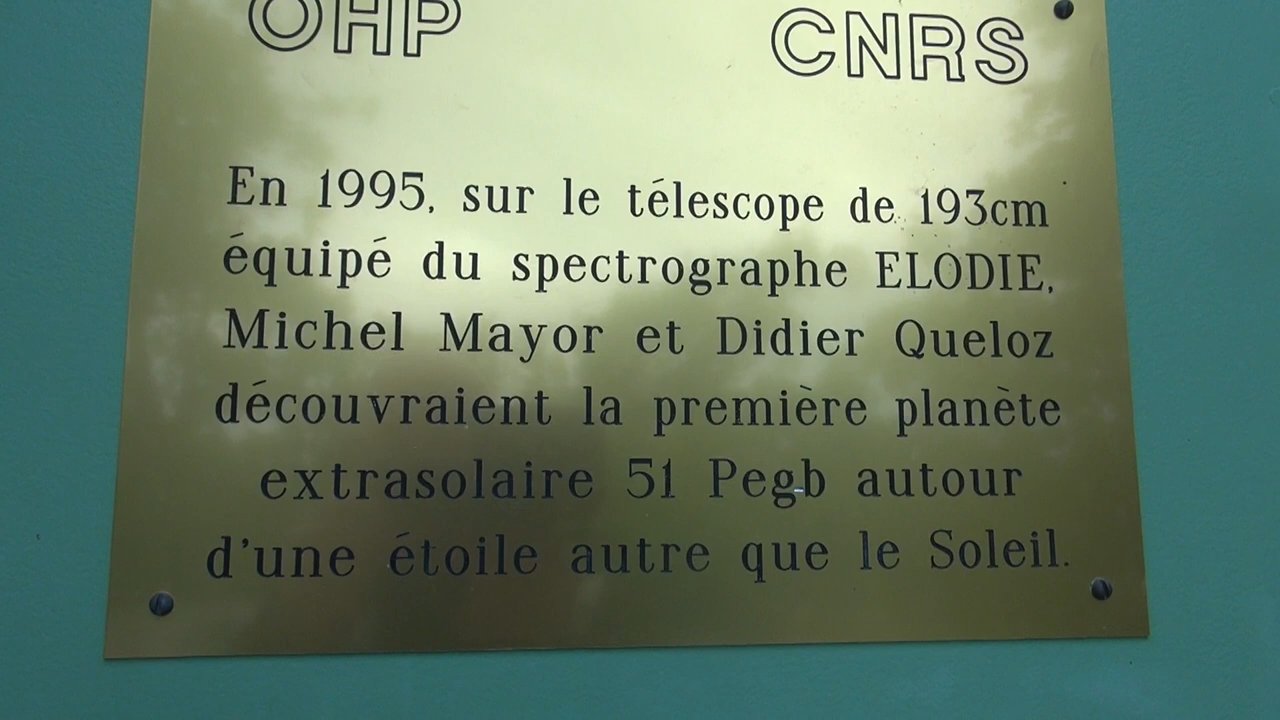 OHP CNRS
En 1995, sur le télescope de 193cm
équipé du spectrographe ELODIE,
Michel Mayor et Didier Queloz
découvraient la première planète
extrasolaire 51 Pegb autour
d'une étoile autre que le Soleil.